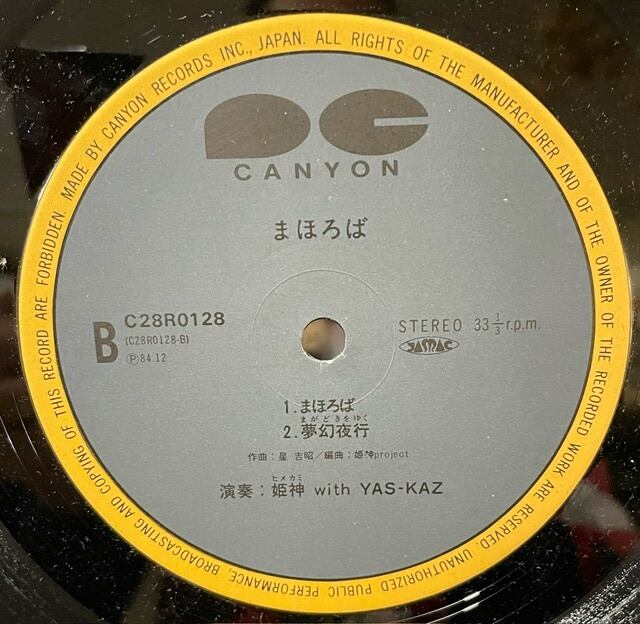 MADE BY CANYON RECORDS INC., JAPAN. ALL RIGHTS OF THE MANUFACTURER AND OF THE OWNER OF THE RECORDED WORK ARE RESERVED. UNAUTHORIZED PUBLIC PERFORMANCE, BROADCASTING AND COPYING OF THIS RECORD ARE FORBIDDEN.
CANYON
まほろば
B
C28R0128
(C28R0128-B)
Ⓟ84.12
STEREO 33 1/3 r.p.m.
JASRAC
1.まほろば
まがどきをゆく
2.夢幻夜行
作曲:星 吉昭/編曲:姫神project
ヒメカミ
演奏:姫神 with YAS-KAZ